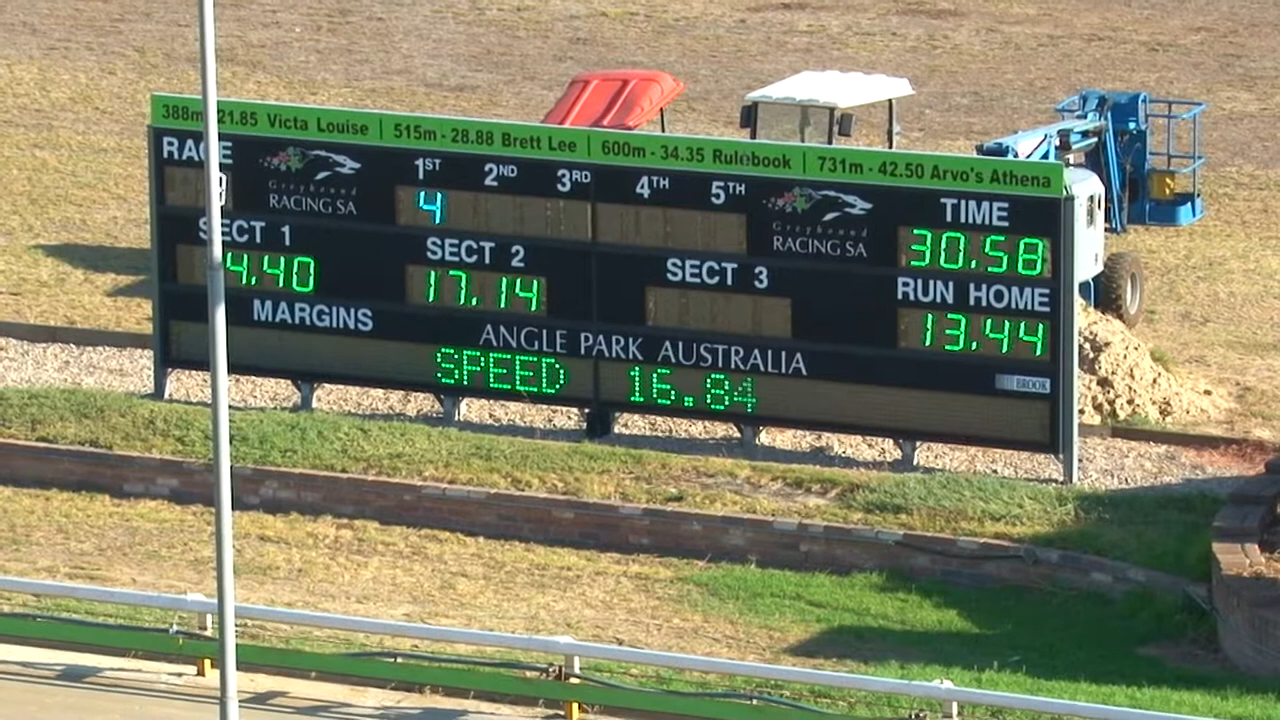 388m 21.85 Victa Louise | 515m - 28.88 Brett Lee | 600m - 34.35 Rulebook | 731m - 42.50 Arvo's Athena
RACE
Greyhound
RACING SA
1ST 2ND 3RD 4TH 5TH
4
Greyhound
RACING SA
TIME
30.58
SECT 1
4.40
SECT 2
17.14
SECT 3
RUN HOME
13.44
MARGINS
ANGLE PARK AUSTRALIA
SPEED 16.84
BROOK